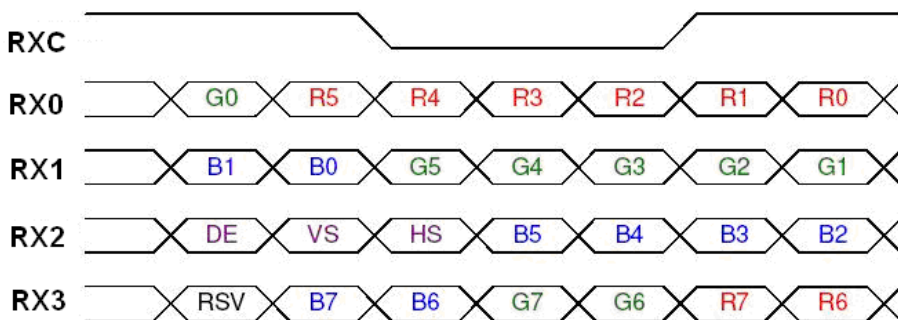 RXC
RX0 G0 R5 R4 R3 R2 R1 R0
RX1 B1 B0 G5 G4 G3 G2 G1
RX2 DE VS HS B5 B4 B3 B2
RX3 RSV B7 B6 G7 G6 R7 R6